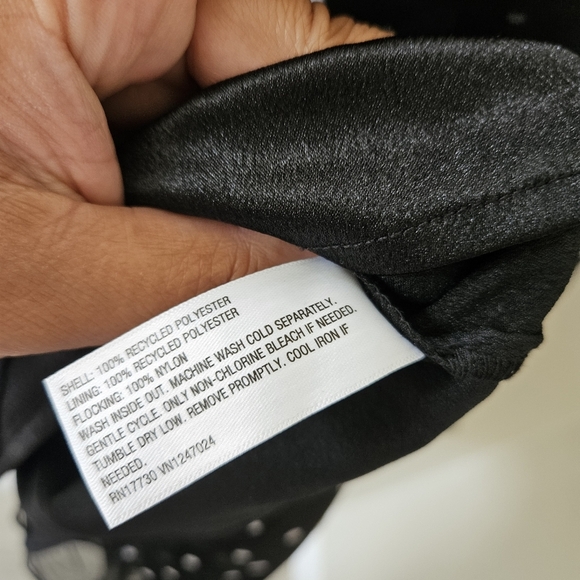 SHELL: 100% RECYCLED POLYESTER
LINING: 100% RECYCLED POLYESTER
FLOCKING: 100% NYLON
WASH INSIDE OUT. MACHINE WASH COLD SEPARATELY.
GENTLE CYCLE. ONLY NON-CHLORINE BLEACH IF NEEDED.
TUMBLE DRY LOW. REMOVE PROMPTLY. COOL IRON IF
NEEDED.
RN17730 VN1247024